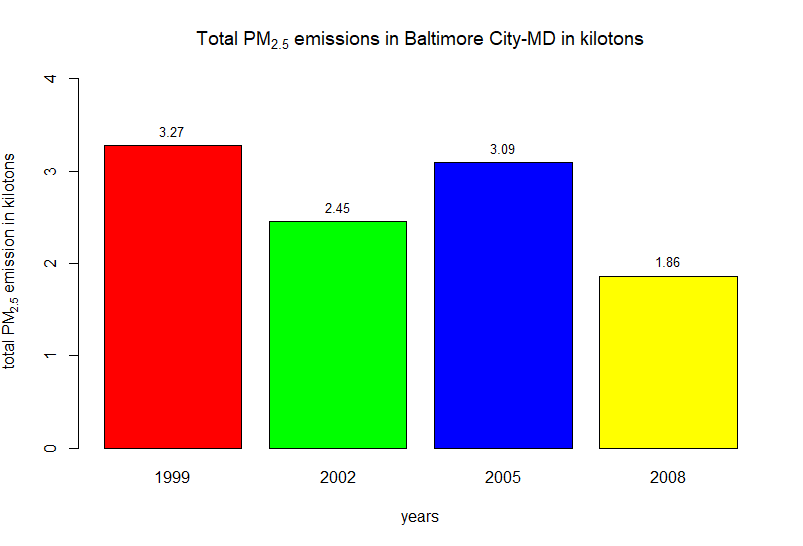 Total PM2.5 emissions in Baltimore City-MD in kilotons
total PM2.5 emission in kilotons
4
3
2
1
0
3.27
2.45
3.09
1.86
1999 2002 2005 2008
years